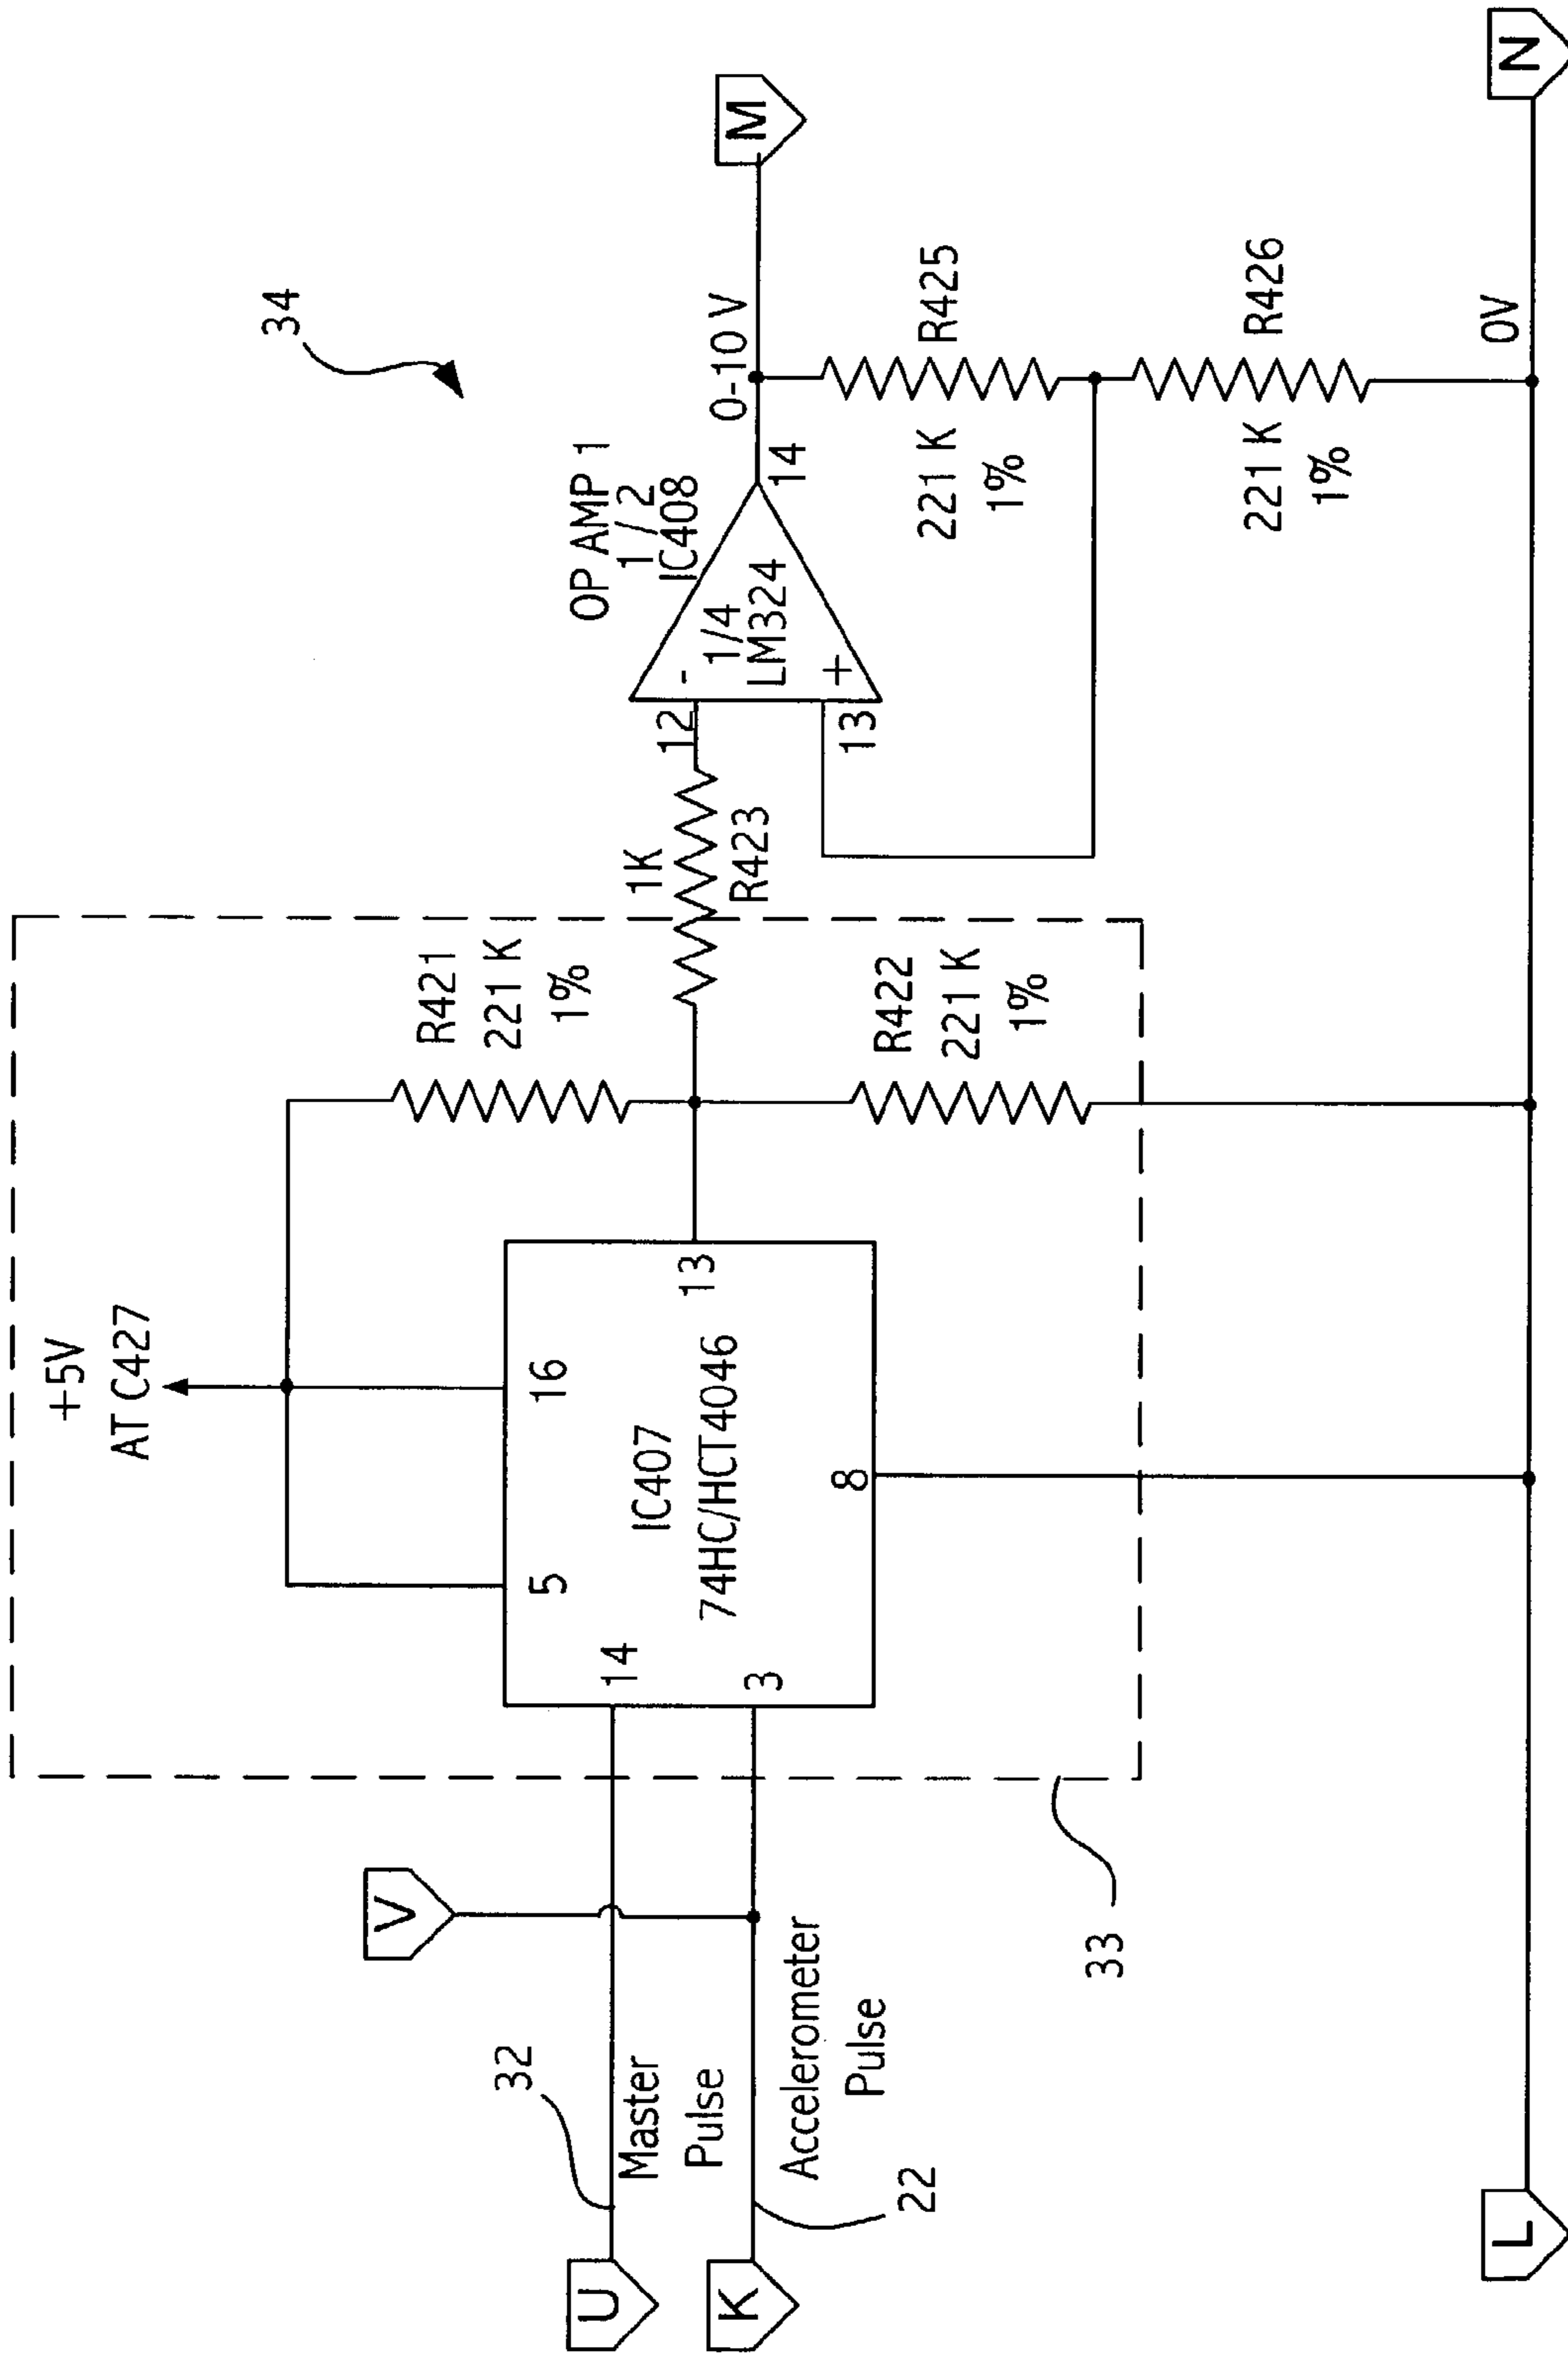 34
+5V
AT C427
R421
221 K
1%
OP AMP 1
1/2
IC408
V
5
16
14
IC407
74HC/HCT4046
13
3
8
1K
R423
12
-
1/4
LM324
+
13
14
0-10 V
M
32
U
Master
Pulse
K
Accelerometer
Pulse
22
R422
221 K
1%
R425
221 K
1%
33
R426
221 K
1%
0V
L
N